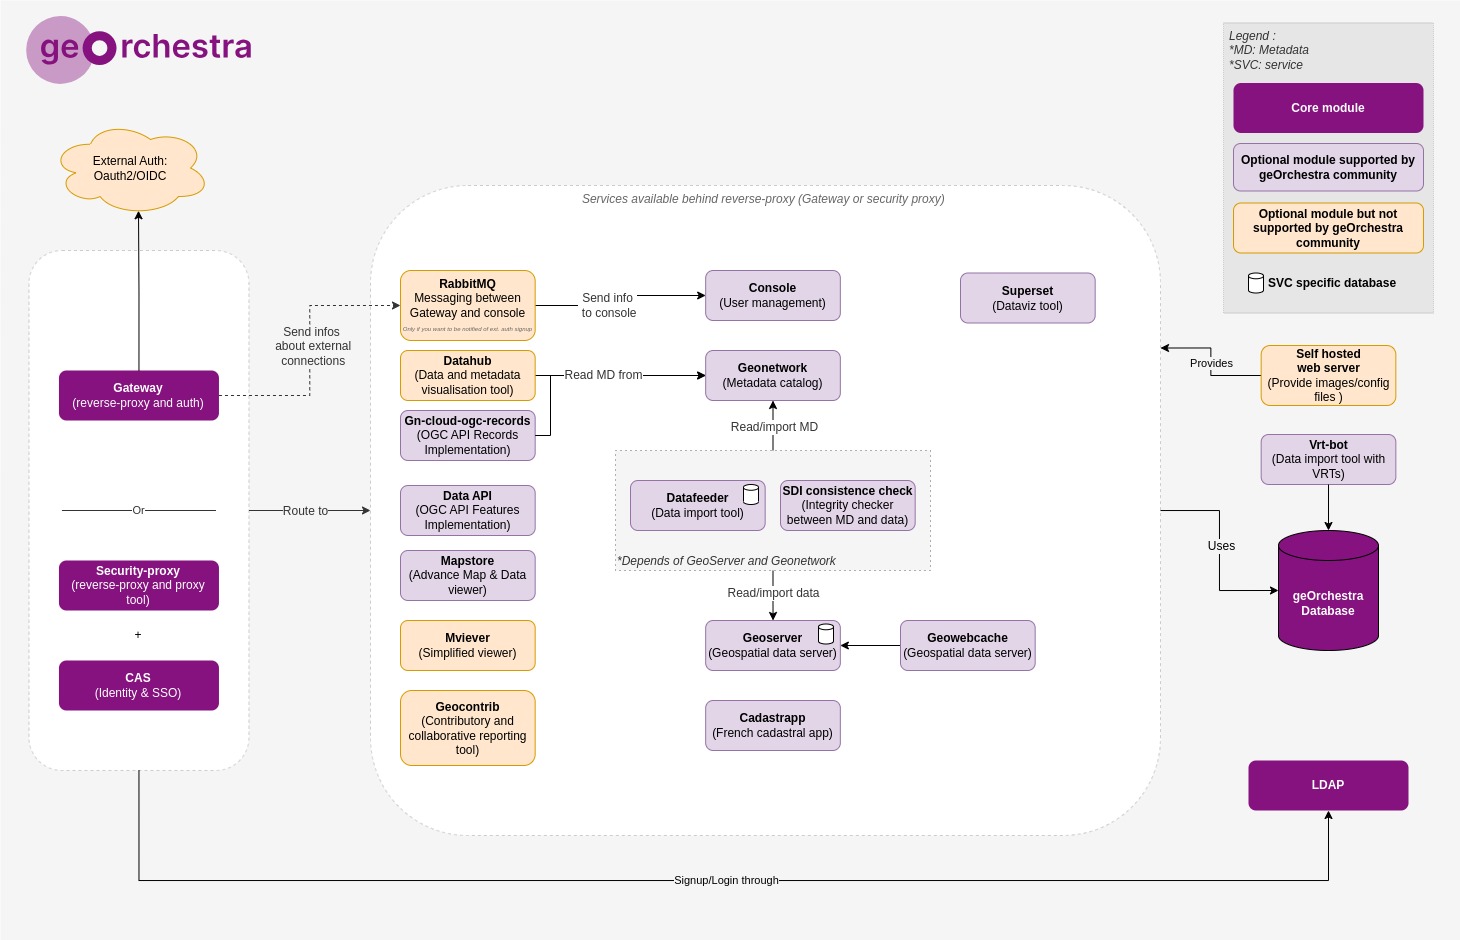 geOrchestra
Legend :
*MD: Metadata
*SVC: service
Core module
Optional module supported by
geOrchestra community
Optional module but not
supported by geOrchestra
community
SVC specific database
External Auth:
Oauth2/OIDC
Gateway
(reverse-proxy and auth)
Or
Security-proxy
(reverse-proxy and proxy
tool)
+
CAS
(Identity & SSO)
Send infos
about external
connections
Route to
Services available behind reverse-proxy (Gateway or security proxy)
RabbitMQ
Messaging between
Gateway and console
Only if you want to be notified of ext. auth signup
Send info
to console
Console
(User management)
Superset
(Dataviz tool)
Datahub
(Data and metadata
visualisation tool)
Read MD from
Geonetwork
(Metadata catalog)
Gn-cloud-ogc-records
(OGC API Records
Implementation)
Read/import MD
Data API
(OGC API Features
Implementation)
Datafeeder
(Data import tool)
SDI consistence check
(Integrity checker
between MD and data)
*Depends of GeoServer and Geonetwork
Mapstore
(Advance Map & Data
viewer)
Read/import data
Mviever
(Simplified viewer)
Geoserver
(Geospatial data server)
Geowebcache
(Geospatial data server)
Geocontrib
(Contributory and
collaborative reporting
tool)
Cadastrapp
(French cadastral app)
Provides
Self hosted
web server
(Provide images/config
files )
Vrt-bot
(Data import tool with
VRTs)
Uses
geOrchestra
Database
LDAP
Signup/Login through